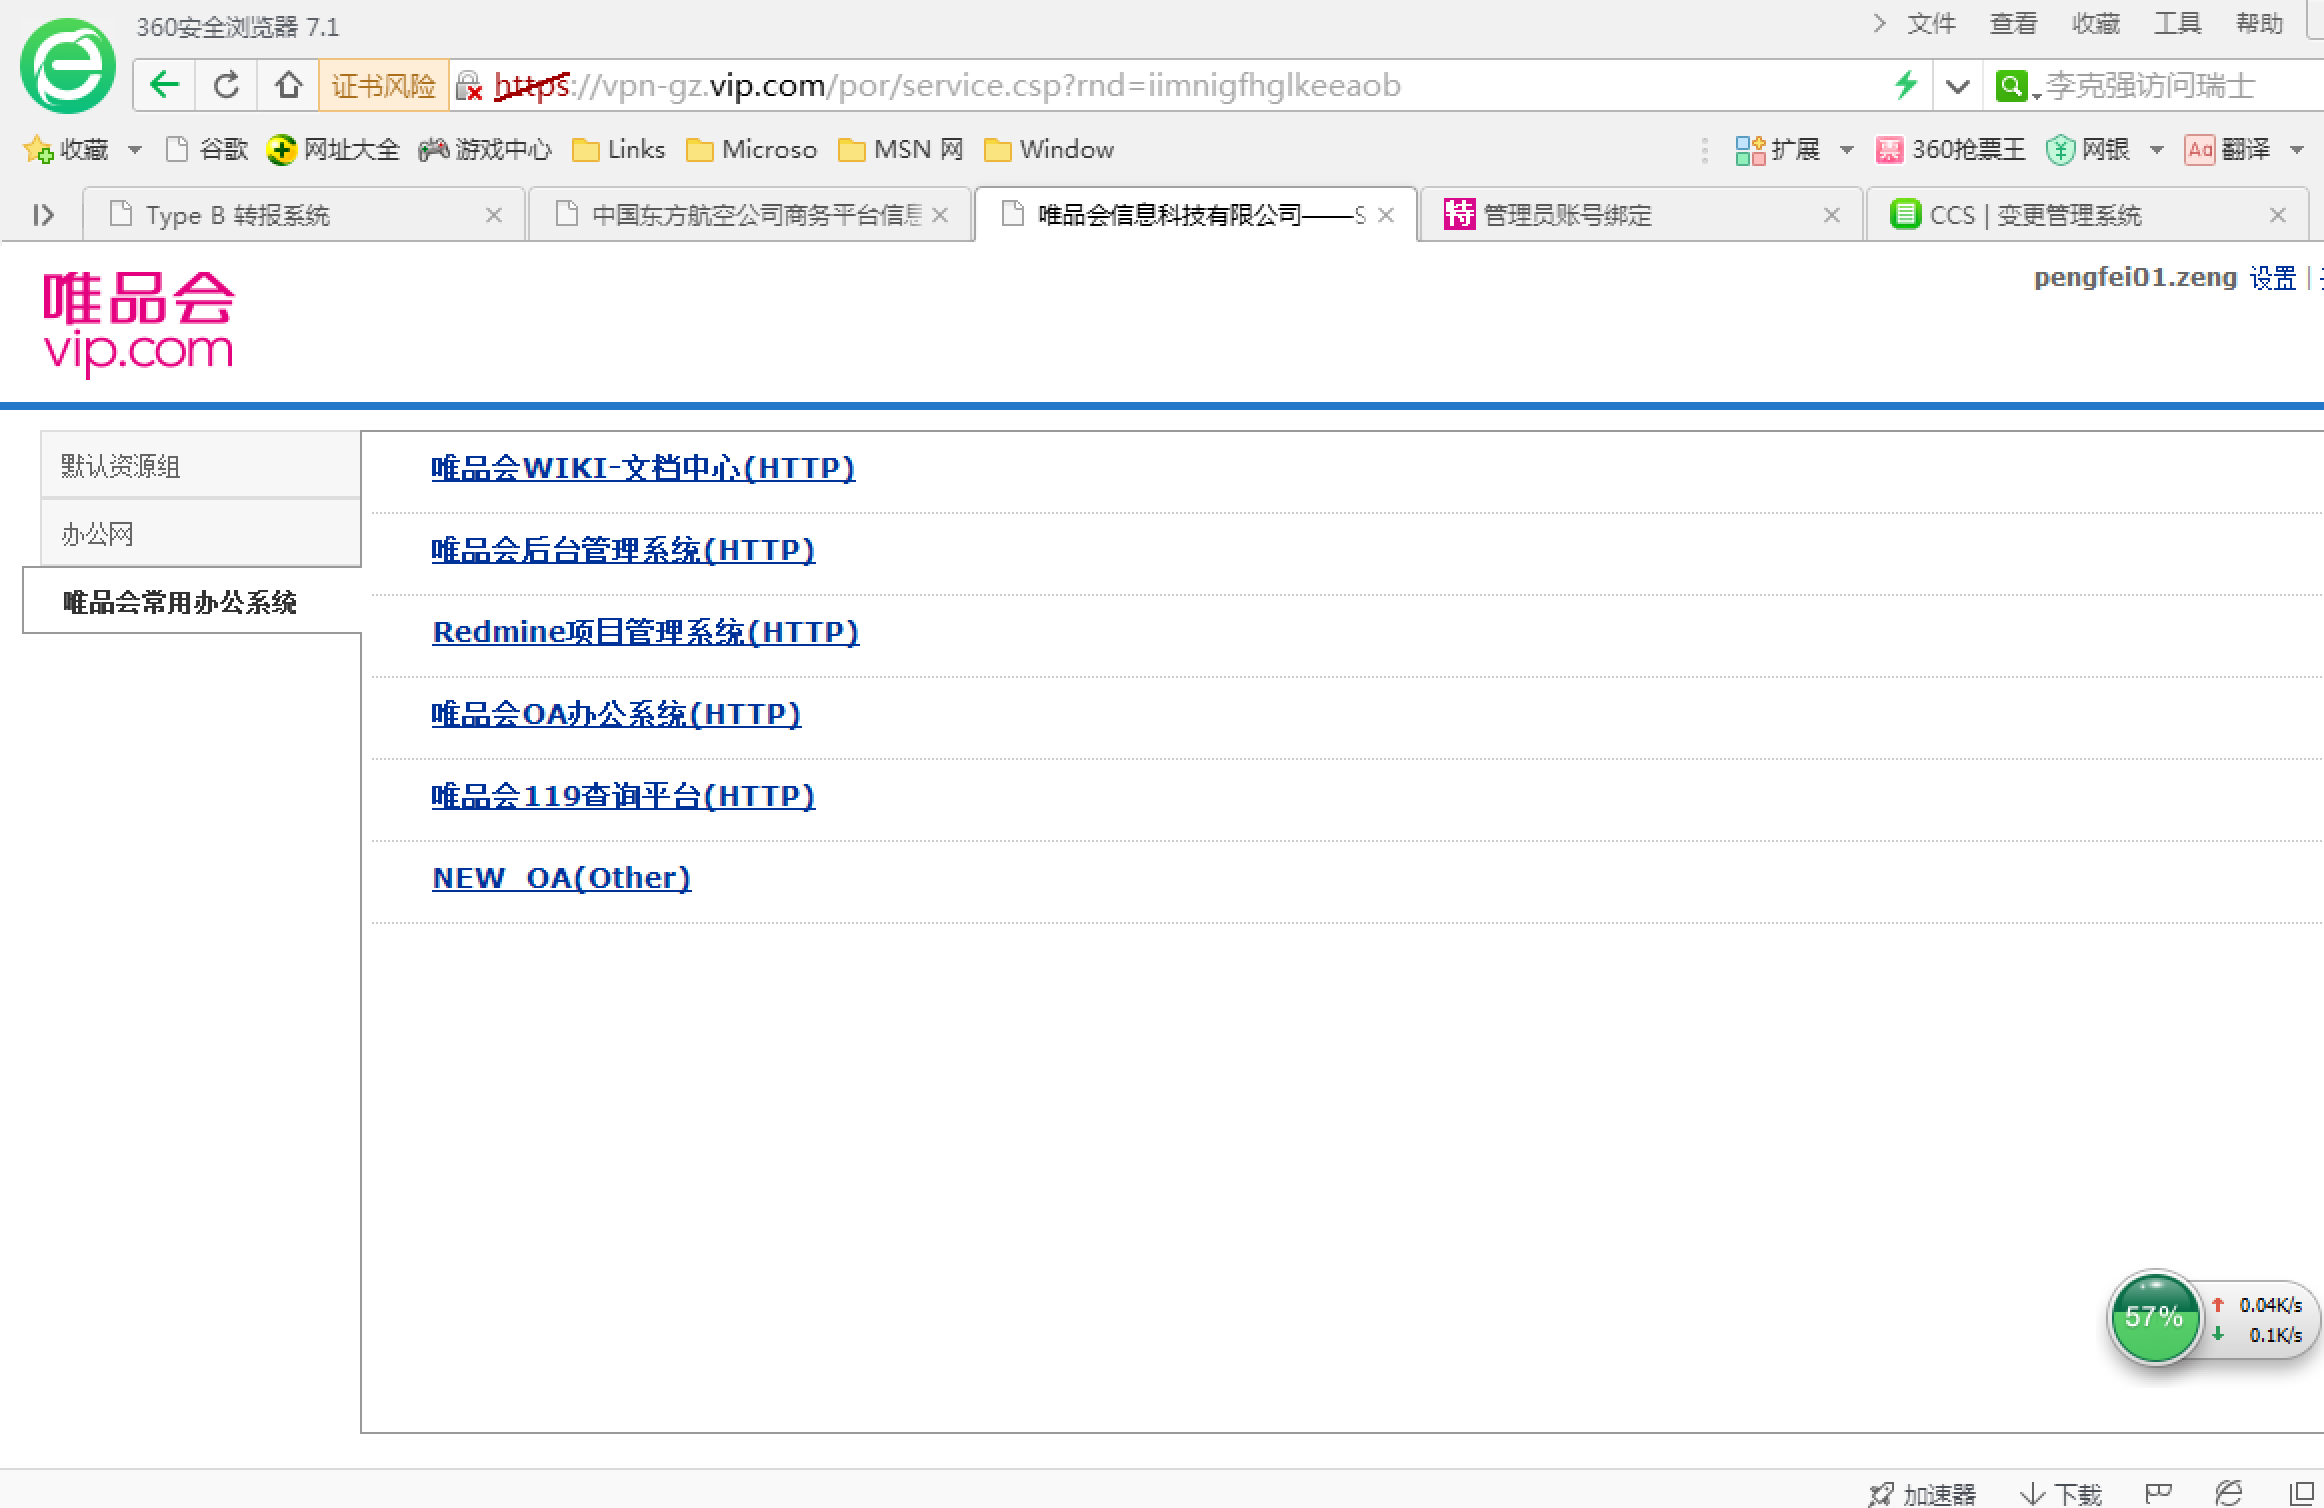 360安全浏览器 7.1
文件 查看 收藏 工具 帮助
证书风险 https://vpn-gz.vip.com/por/service.csp?rnd=iimnigfhglkeeaob 李克强访问瑞士
收藏 谷歌 网址大全 游戏中心 Links Microso MSN 网 Window 扩展 票 360抢票王 网银 Aa 翻译
Type B 转报系统 中国东方航空公司商务平台信息 唯品会信息科技有限公司——S 特 管理员账号绑定 CCS | 变更管理系统
唯品会
vip.com
pengfei01.zeng 设置 |
默认资源组
办公网
唯品会常用办公系统
唯品会WIKI-文档中心(HTTP)
唯品会后台管理系统(HTTP)
Redmine项目管理系统(HTTP)
唯品会OA办公系统(HTTP)
唯品会119查询平台(HTTP)
NEW_OA(Other)
57% 0.04K/s
0.1K/s
加速器 下载